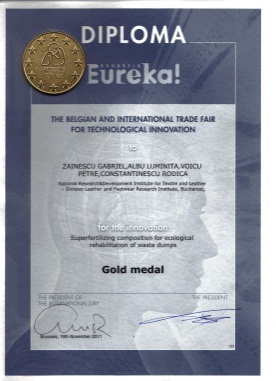 DIPLOMA
BRUSSELS
Eureka!
THE BELGIAN AND INTERNATIONAL TRADE FAIR
FOR TECHNOLOGICAL INNOVATION
to
ZAINESCU GABRIEL,ALBU LUMINITA,VOICU
PETRE,CONSTANTINESCU RODICA
National Research&Development Institute for Textile and Leather
- Division Leather and Footwear Research Institute, Bucharest,
for the innovation
Superfertilizing composition for ecological
rehabilitation of waste dumps
Gold medal
THE PRESIDENT OF
THE INTERNATIONAL JURY
THE PRESIDENT
Brussels, 19th November 2011